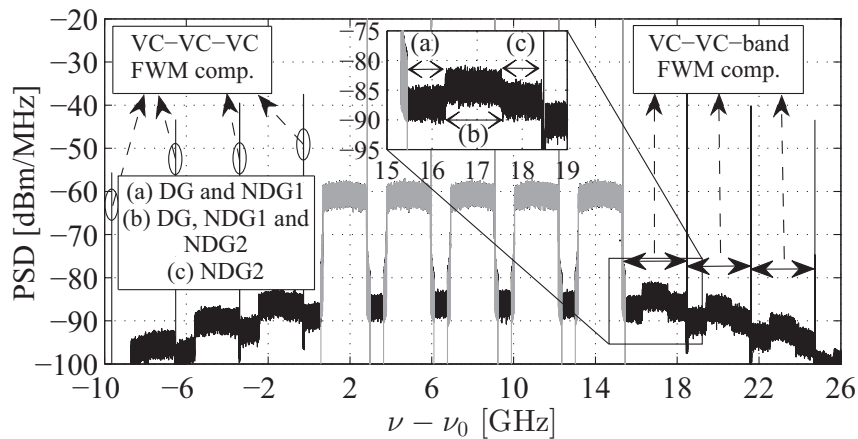 VC−VC−VC
FWM comp.
VC−VC−band
FWM comp.
(a)
(c)
(b)
−75
−80
−85
−90
−95
15 16 17 18 19
(a) DG and NDG1
(b) DG, NDG1 and
NDG2
(c) NDG2
PSD [dBm/MHz]
−20
−30
−40
−50
−60
−70
−80
−90
−100
−10 −6 −2 2 6 10 14 18 22 26
ν − ν0 [GHz]